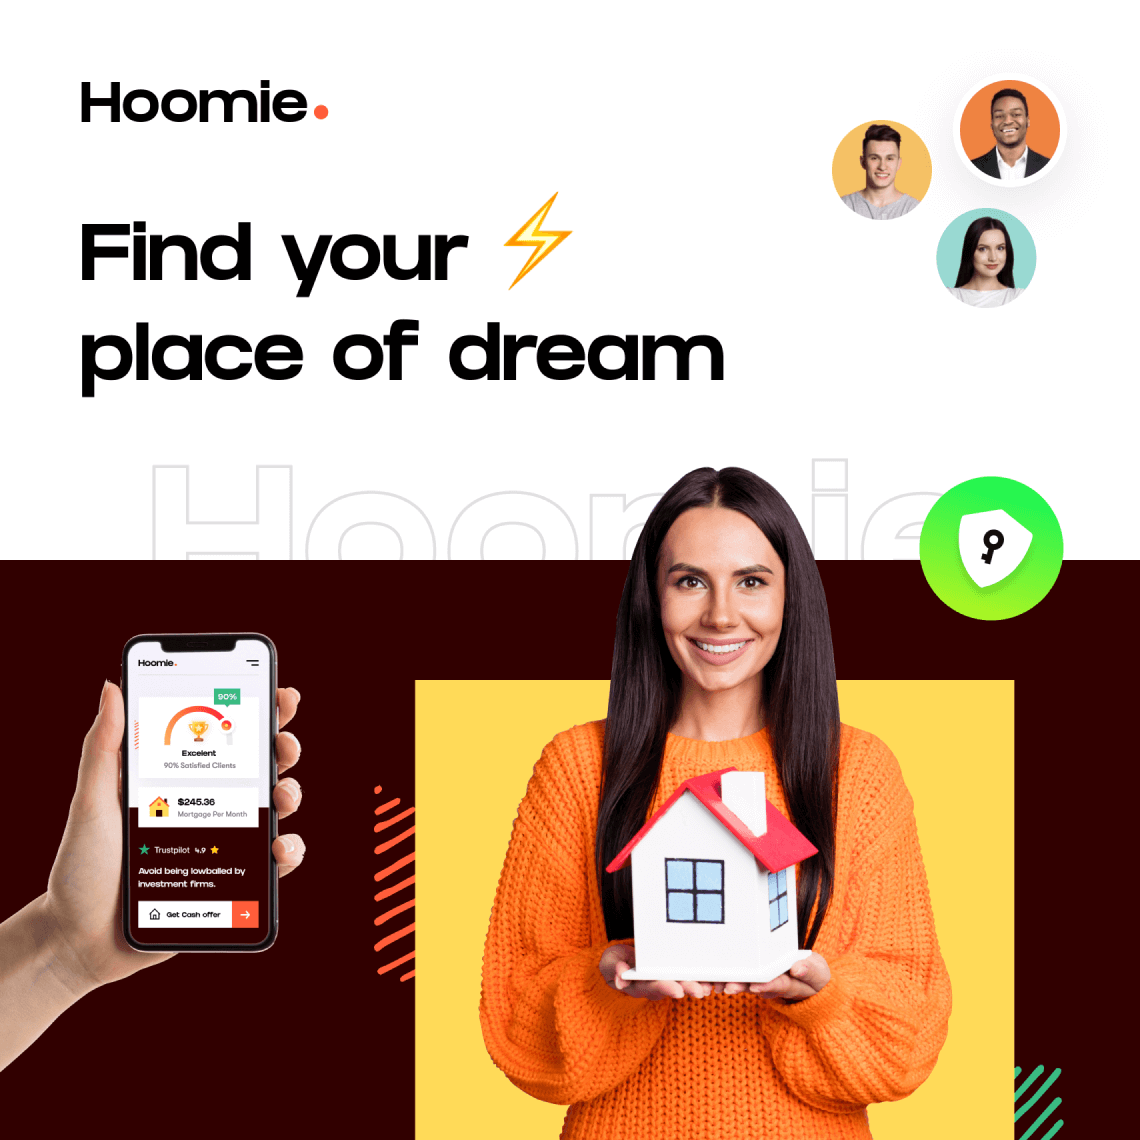 Hoomie.
Find your ⚡
place of dream
Hoomie
Hoomie.
90%
Excelent
90% Satisfied Clients
$245.36
Mortgage Per Month
Trustpilot 4.9
Avoid being lowballed by
investment firms.
Get Cash offer